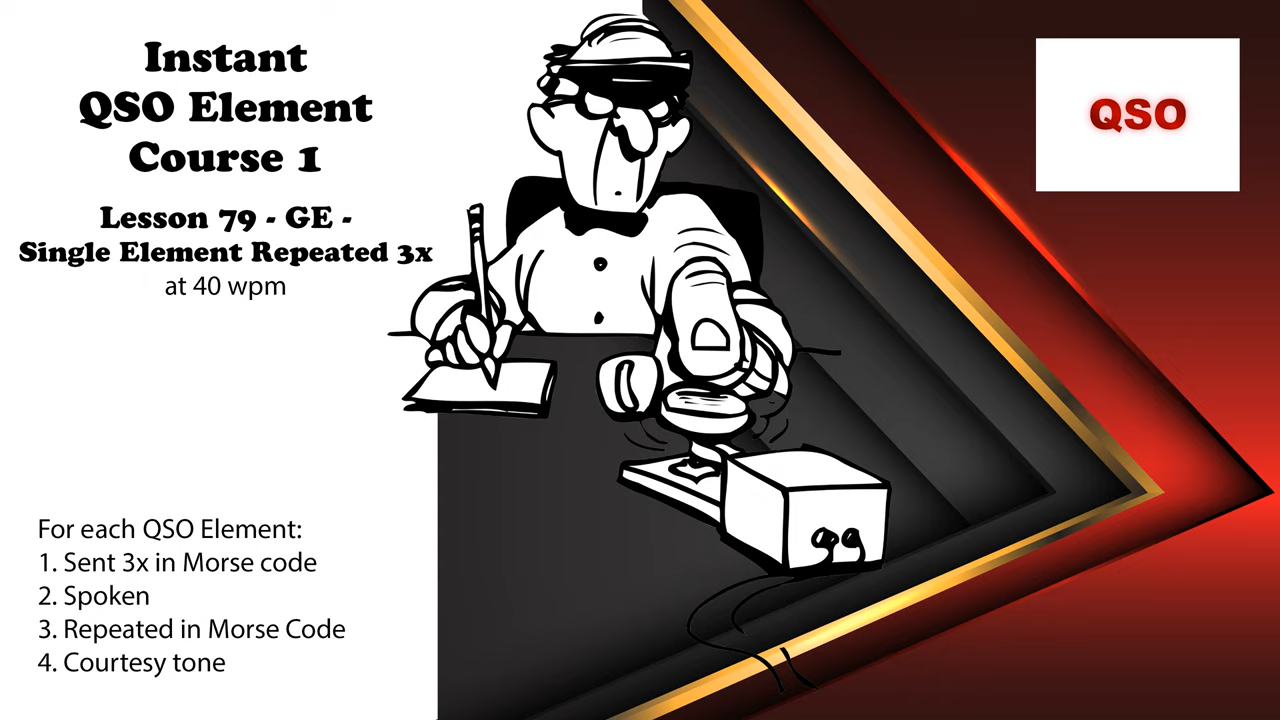 Instant
QSO Element
Course 1
Lesson 79 - GE -
Single Element Repeated 3x
at 40 wpm
QSO
For each QSO Element:
1. Sent 3x in Morse code
2. Spoken
3. Repeated in Morse Code
4. Courtesy tone